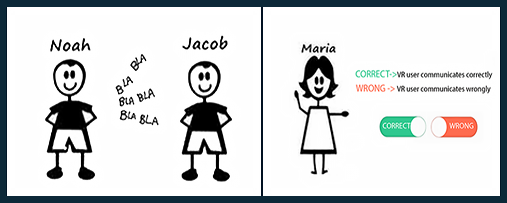 Noah
Jacob
BLA
BLA
BLA BLA
BLA BLA
Maria
CORRECT->VR user communicates correctly
WRONG -> VR user communicates wrongly
CORRECT
WRONG